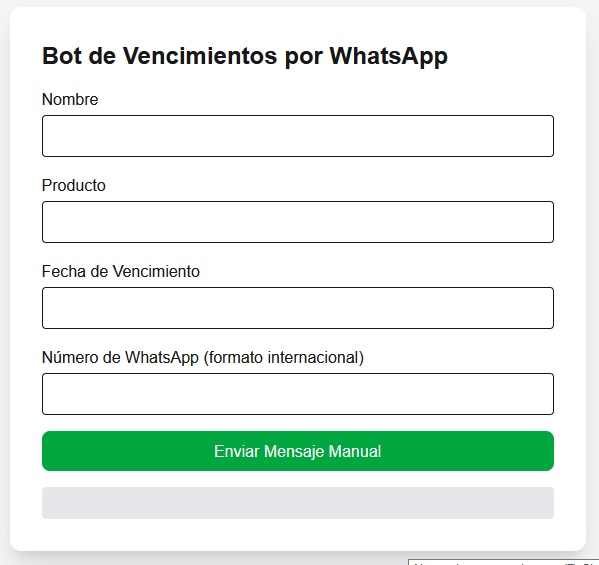 Bot de Vencimientos por WhatsApp
Nombre
Producto
Fecha de Vencimiento
Número de WhatsApp (formato internacional)
Enviar Mensaje Manual